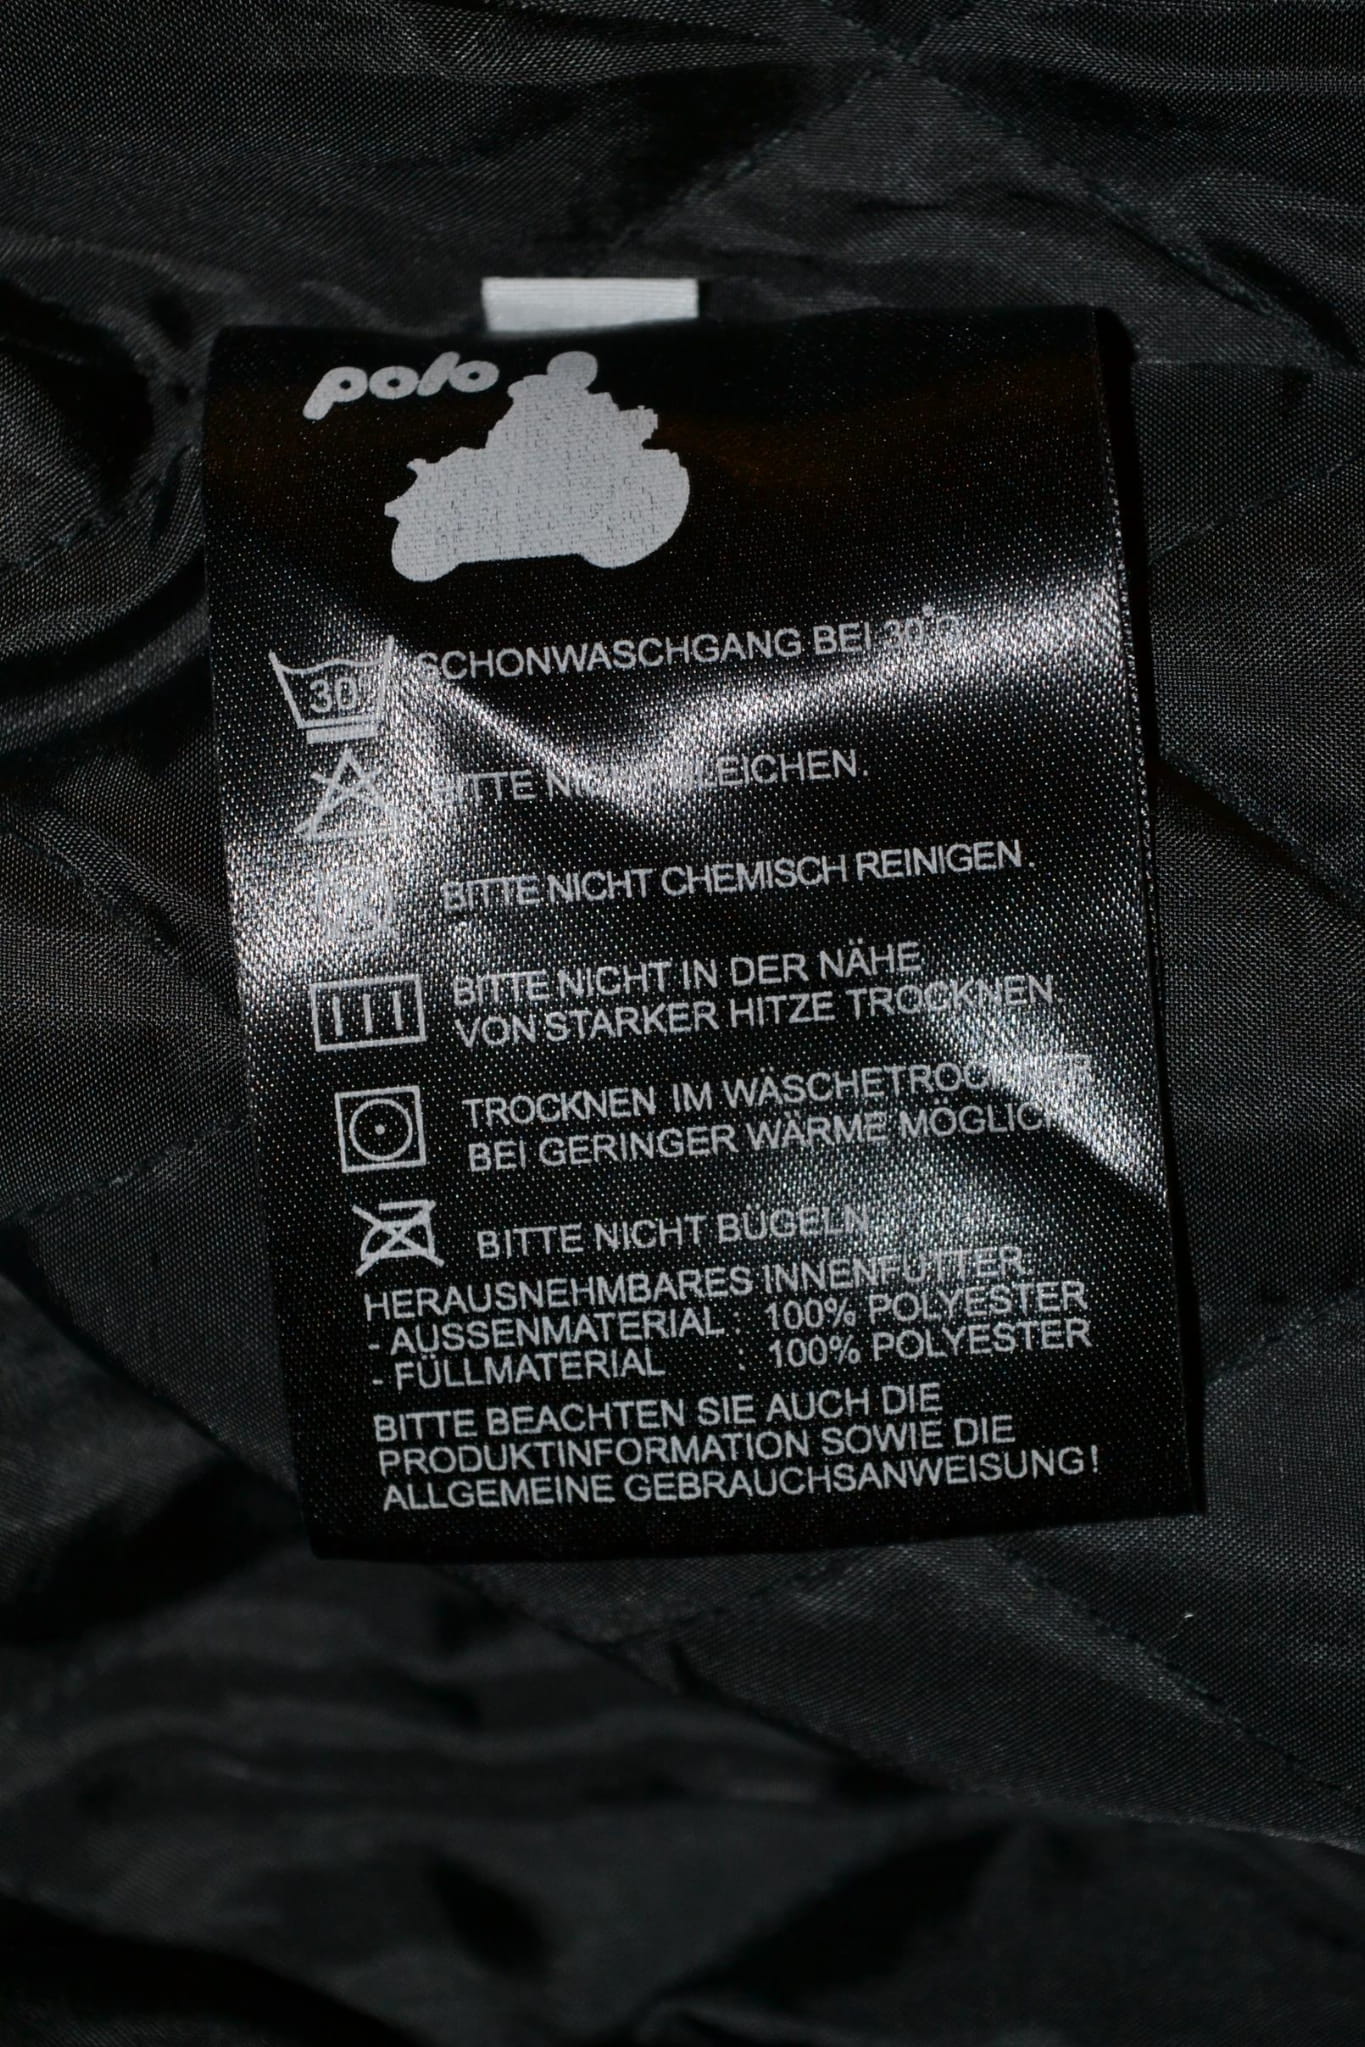 polo
30°
SCHONWASCHGANG BEI 30°C
BITTE NICHT BLEICHEN.
BITTE NICHT CHEMISCH REINIGEN.
BITTE NICHT IN DER NÄHE
VON STARKER HITZE TROCKNEN.
TROCKNEN IM WÄSCHETROCKNER
BEI GERINGER WÄRME MÖGLICH
BITTE NICHT BÜGELN
HERAUSNEHMBARES INNENFUTTER
- AUSSENMATERIAL : 100% POLYESTER
- FÜLLMATERIAL : 100% POLYESTER
BITTE BEACHTEN SIE AUCH DIE
PRODUKTINFORMATION SOWIE DIE
ALLGEMEINE GEBRAUCHSANWEISUNG!